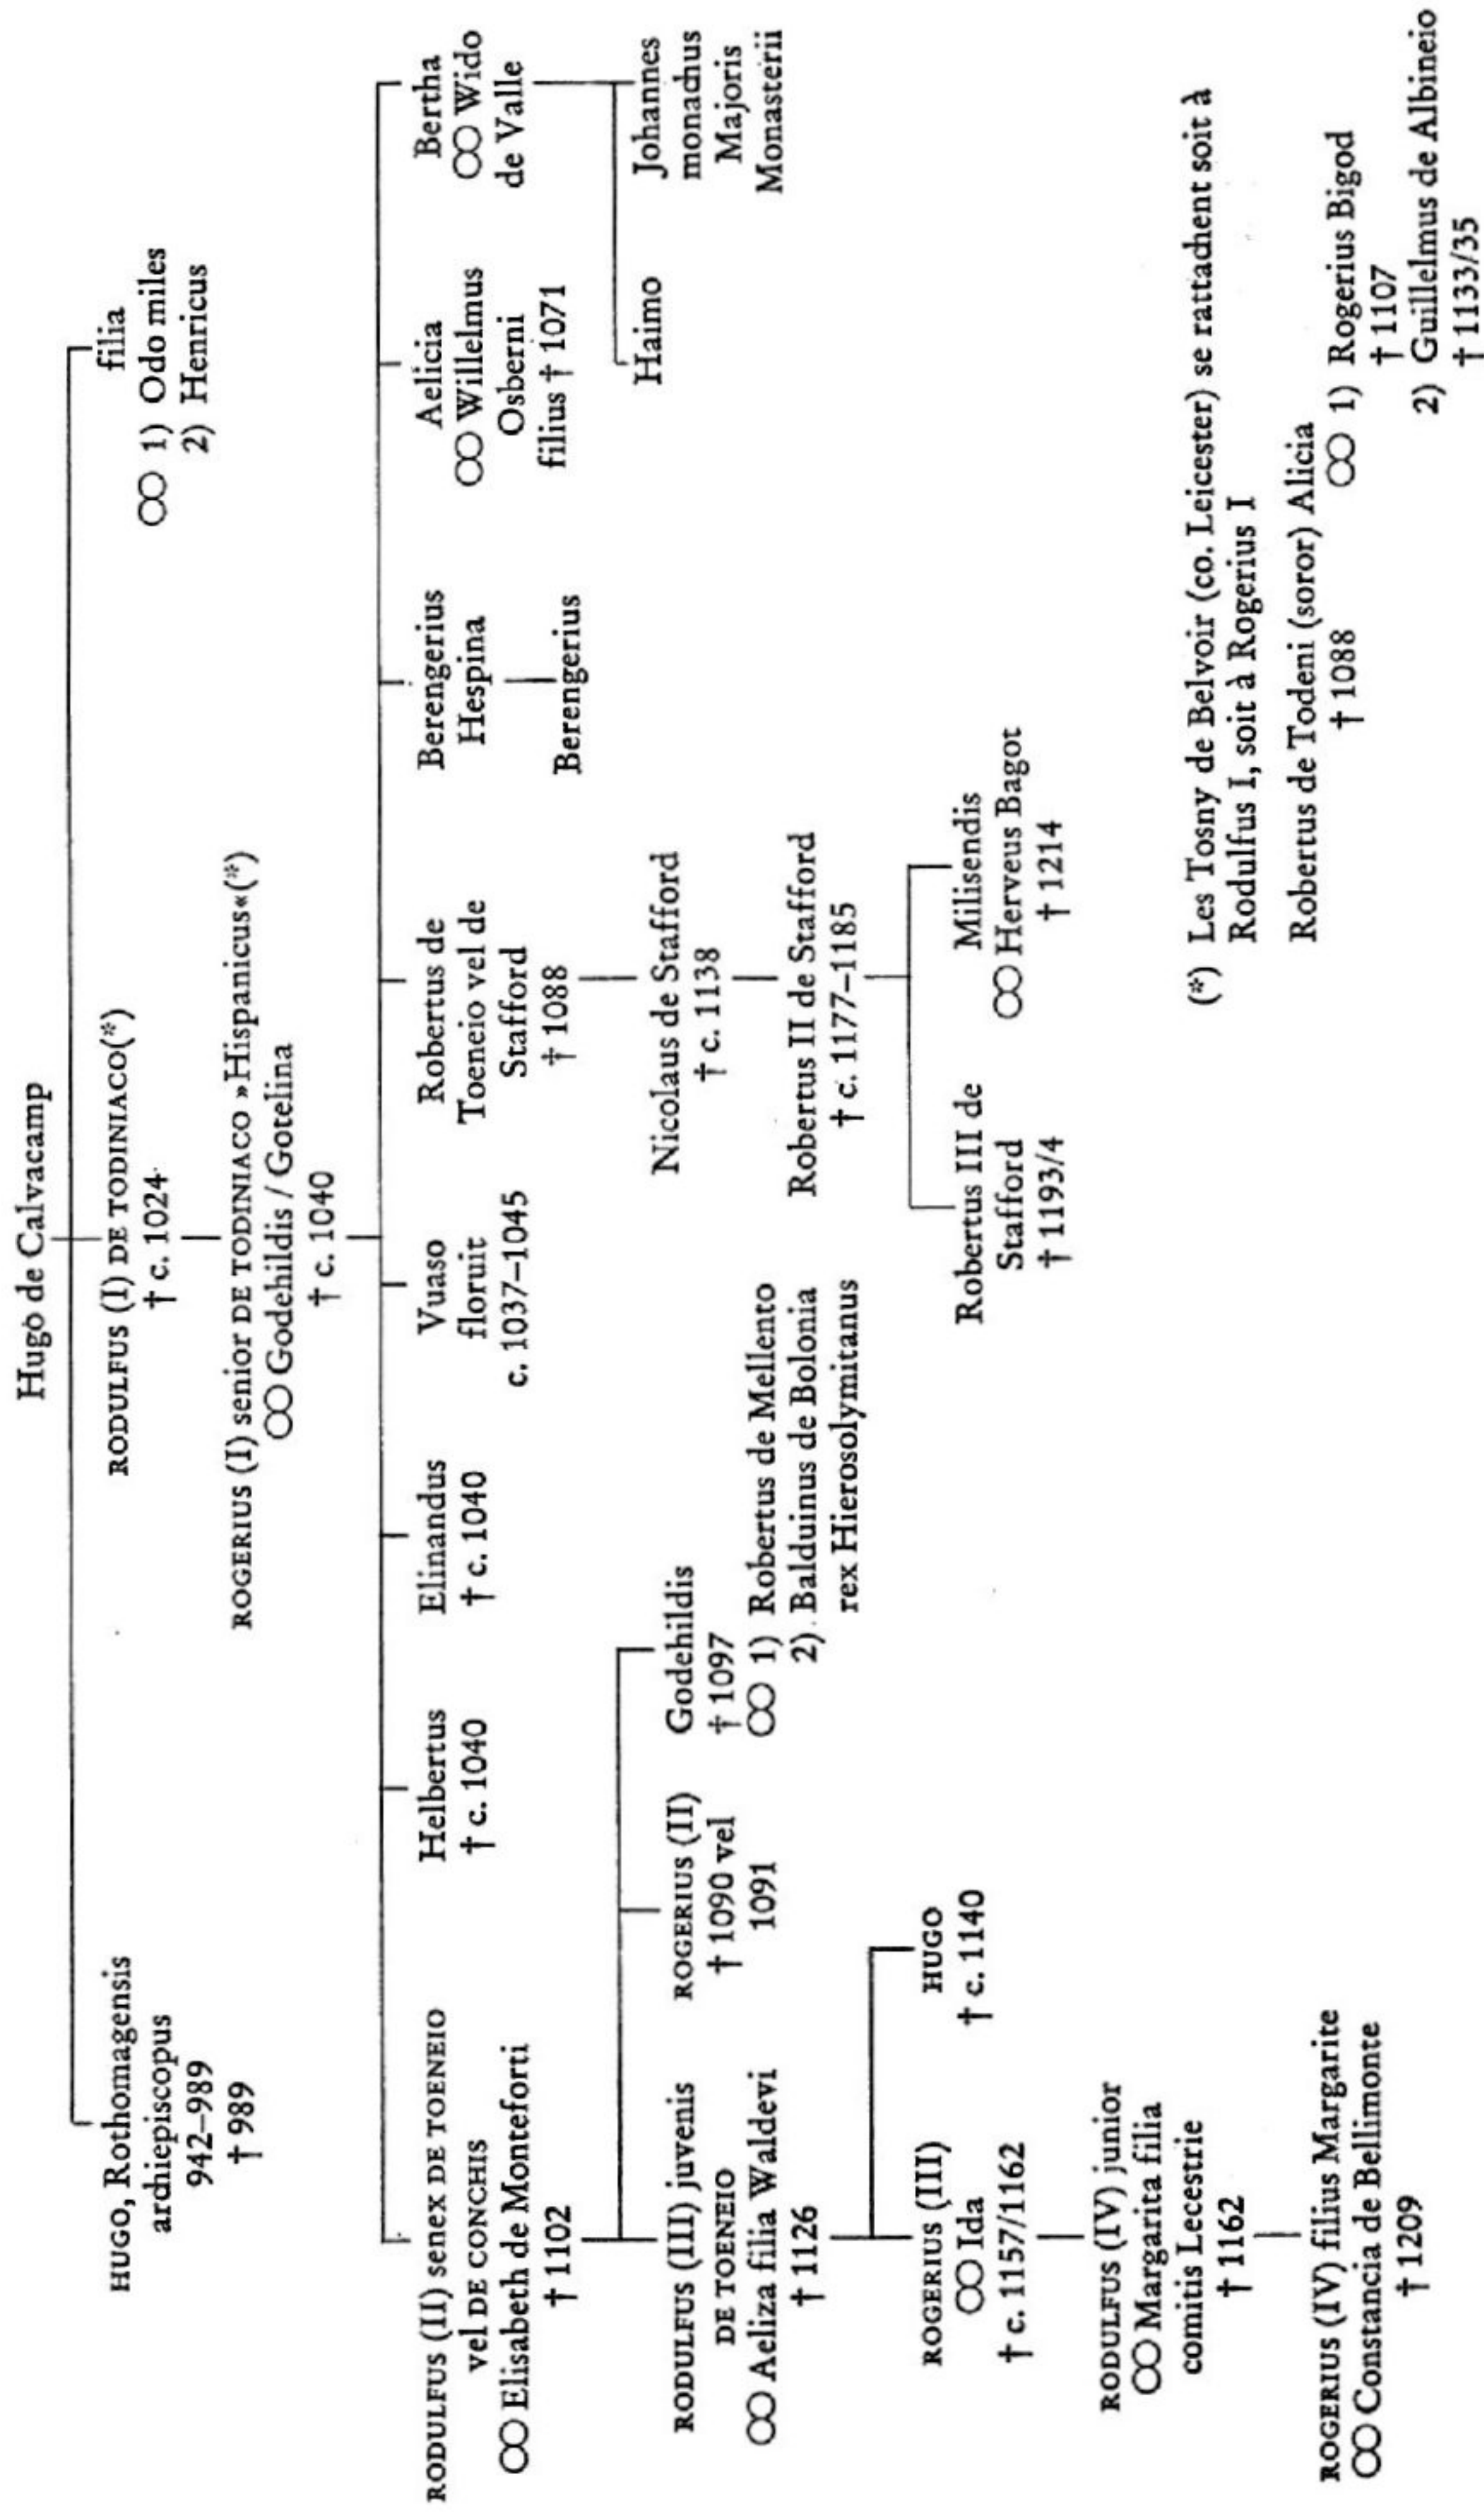 Hugo de Calvacamp
HUGO, Rothomagensis
archiepiscopus
942–989
† 989
RODULFUS (I) DE TODINIACO(*)
† c. 1024
filia
∞ 1) Odo miles
2) Henricus
ROGERIUS (I) senior DE TODINIACO »Hispanicus«(*)
∞ Godehildis / Gotelina
† c. 1040
RODULFUS (II) senex DE TOENEIO
vel DE CONCHIS
∞ Elisabeth de Monteforti
† 1102
Helbertus
† c. 1040
Elinandus
† c. 1040
Vuaso
floruit
c. 1037–1045
Robertus de
Toeneio vel de
Stafford
† 1088
Berengerius
Hespina
Berengerius
Aelicia
∞ Willelmus
Osberni
filius † 1071
Bertha
∞ Wido
de Valle
Haimo
Johannes
monachus
Majoris
Monasterii
RODULFUS (III) juvenis
DE TOENEIO
∞ Aeliza filia Waldevi
† 1126
ROGERIUS (II)
† 1090 vel
1091
Godehildis
† 1097
∞ 1) Robertus de Mellento
2) Balduinus de Bolonia
rex Hierosolymitanus
Nicolaus de Stafford
† c. 1138
Robertus II de Stafford
† c. 1177–1185
ROGERIUS (III)
∞ Ida
† c. 1157/1162
HUGO
† c. 1140
Robertus III de
Stafford
† 1193/4
Milisendis
∞ Herveus Bagot
† 1214
RODULFUS (IV) junior
∞ Margarita filia
comitis Lecestrie
† 1162
ROGERIUS (IV) filius Margarite
∞ Constancia de Bellimonte
† 1209
(*) Les Tosny de Belvoir (co. Leicester) se rattachent soit à
Rodulfus I, soit à Rogerius I
Robertus de Todeni (soror) Alicia
† 1088
∞ 1) Rogerius Bigod
† 1107
2) Guillelmus de Albineio
† 1133/35